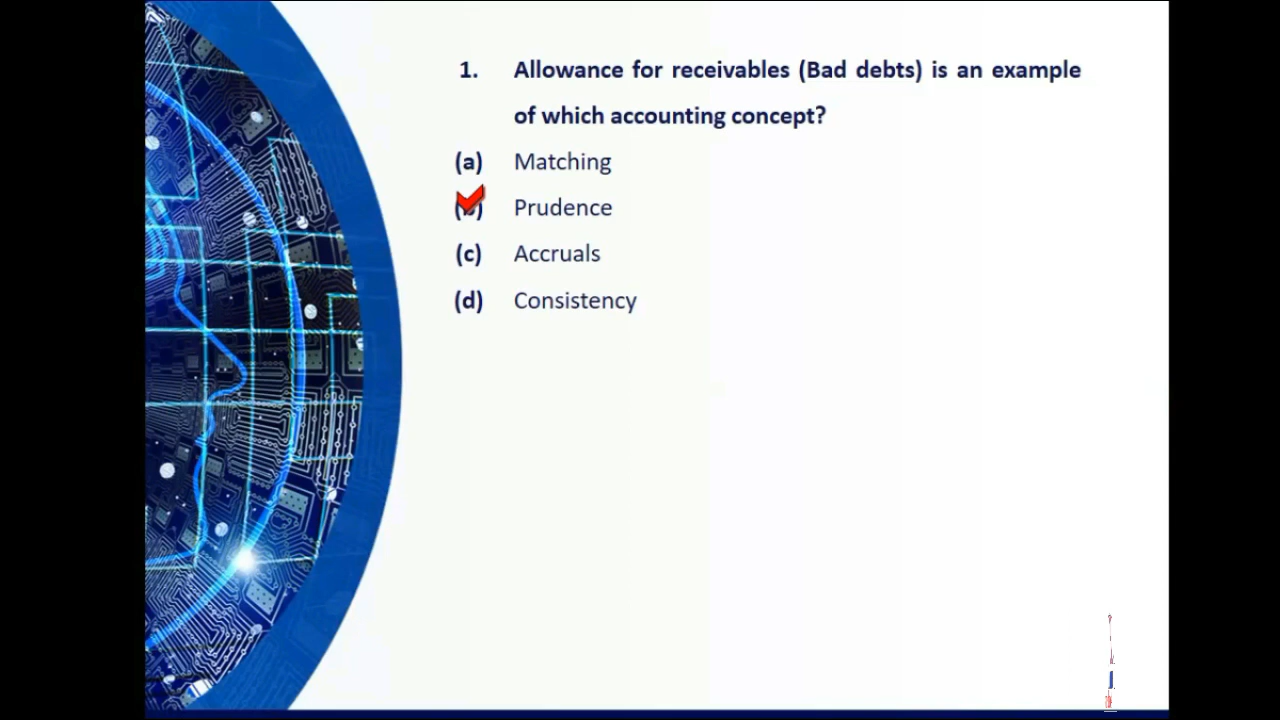 1. Allowance for receivables (Bad debts) is an example
of which accounting concept?
(a) Matching
(b) Prudence
(c) Accruals
(d) Consistency